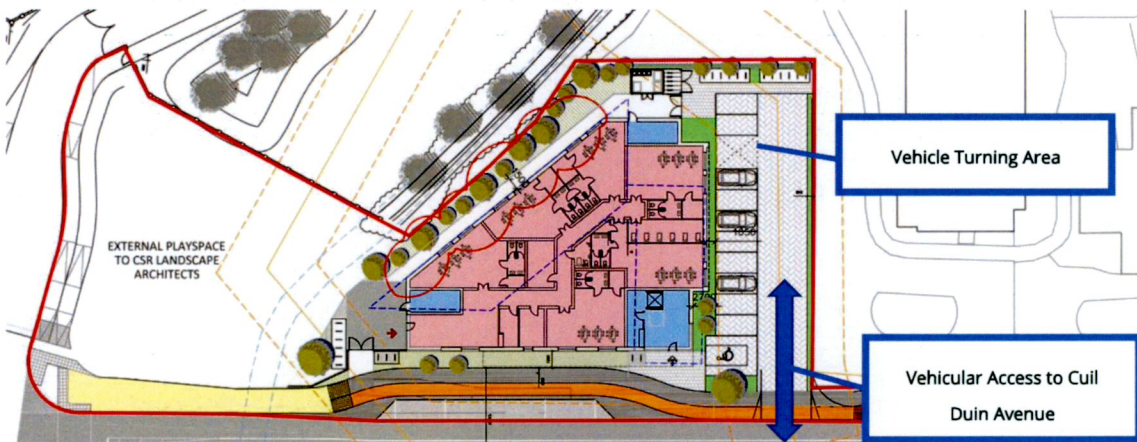 Vehicle Turning Area
EXTERNAL PLAYSPACE
TO CSR LANDSCAPE
ARCHITECTS
Vehicular Access to Cuil
Duin Avenue